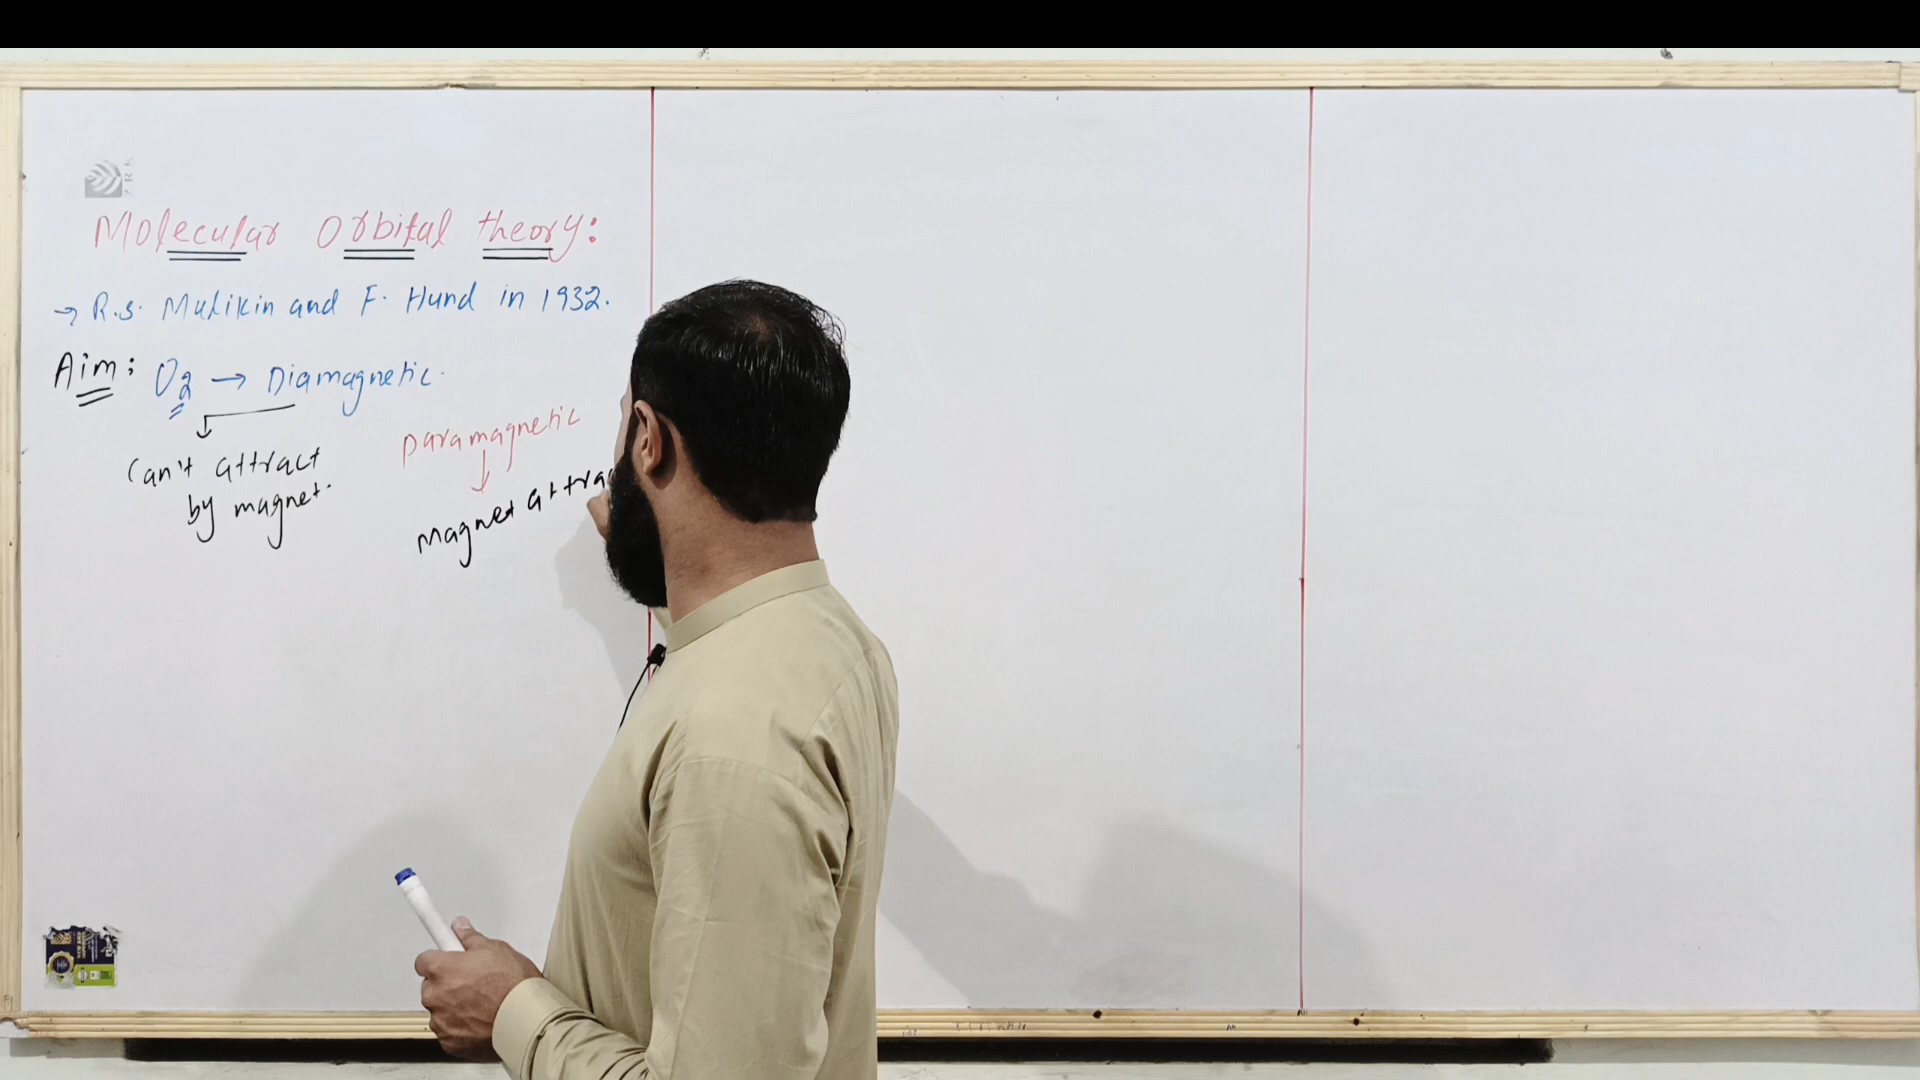 Molecular Orbital theory:
→ R.S. Mulikin and F. Hund in 1932.
Aim: O2 → Diamagnetic.
Can't attract
by magnet.
paramagnetic
↓
magnet attrac